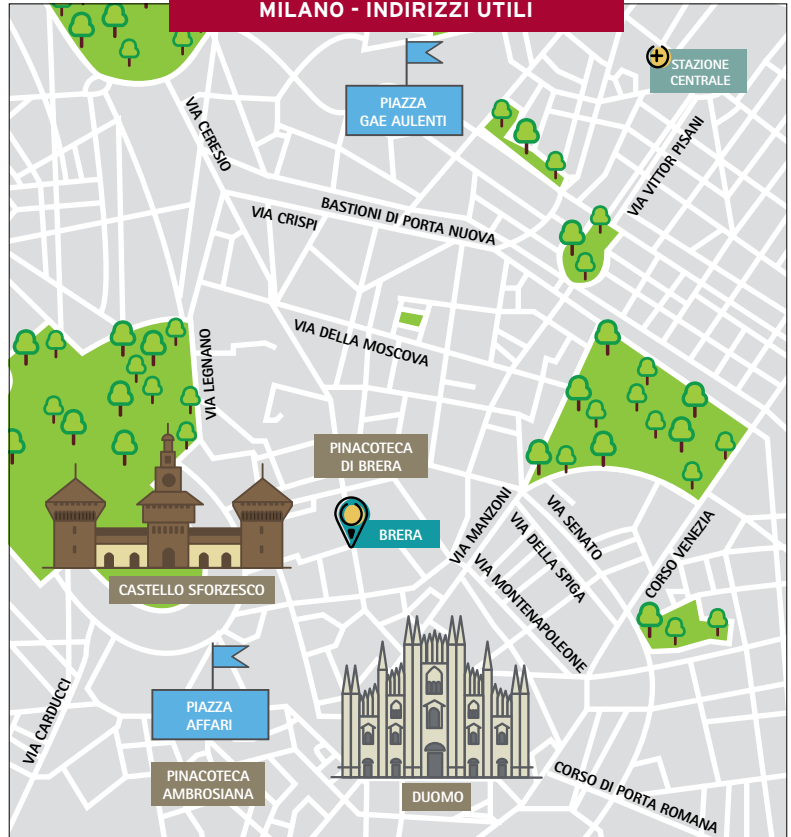 MILANO - INDIRIZZI UTILI
STAZIONE
CENTRALE
PIAZZA
GAE AULENTI
VIA CERESIO
VIA VITTOR PISANI
BASTIONI DI PORTA NUOVA
VIA CRISPI
VIA DELLA MOSCOVA
VIA LEGNANO
PINACOTECA
DI BRERA
BRERA
VIA MANZONI
VIA SENATO
VIA DELLA SPIGA
VIA MONTENAPOLEONE
CORSO VENEZIA
CASTELLO SFORZESCO
VIA CARDUCCI
PIAZZA
AFFARI
PINACOTECA
AMBROSIANA
DUOMO
CORSO DI PORTA ROMANA